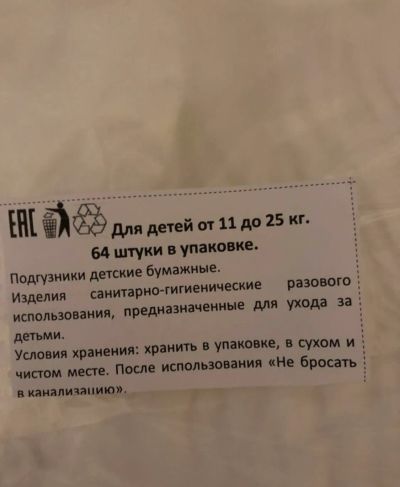 ЕАС Для детей от 11 до 25 кг.
64 штуки в упаковке.
Подгузники детские бумажные.
Изделия санитарно-гигиенические разового
использования, предназначенные для ухода за
детьми.
Условия хранения: хранить в упаковке, в сухом и
чистом месте. После использования «Не бросать
в канализацию».